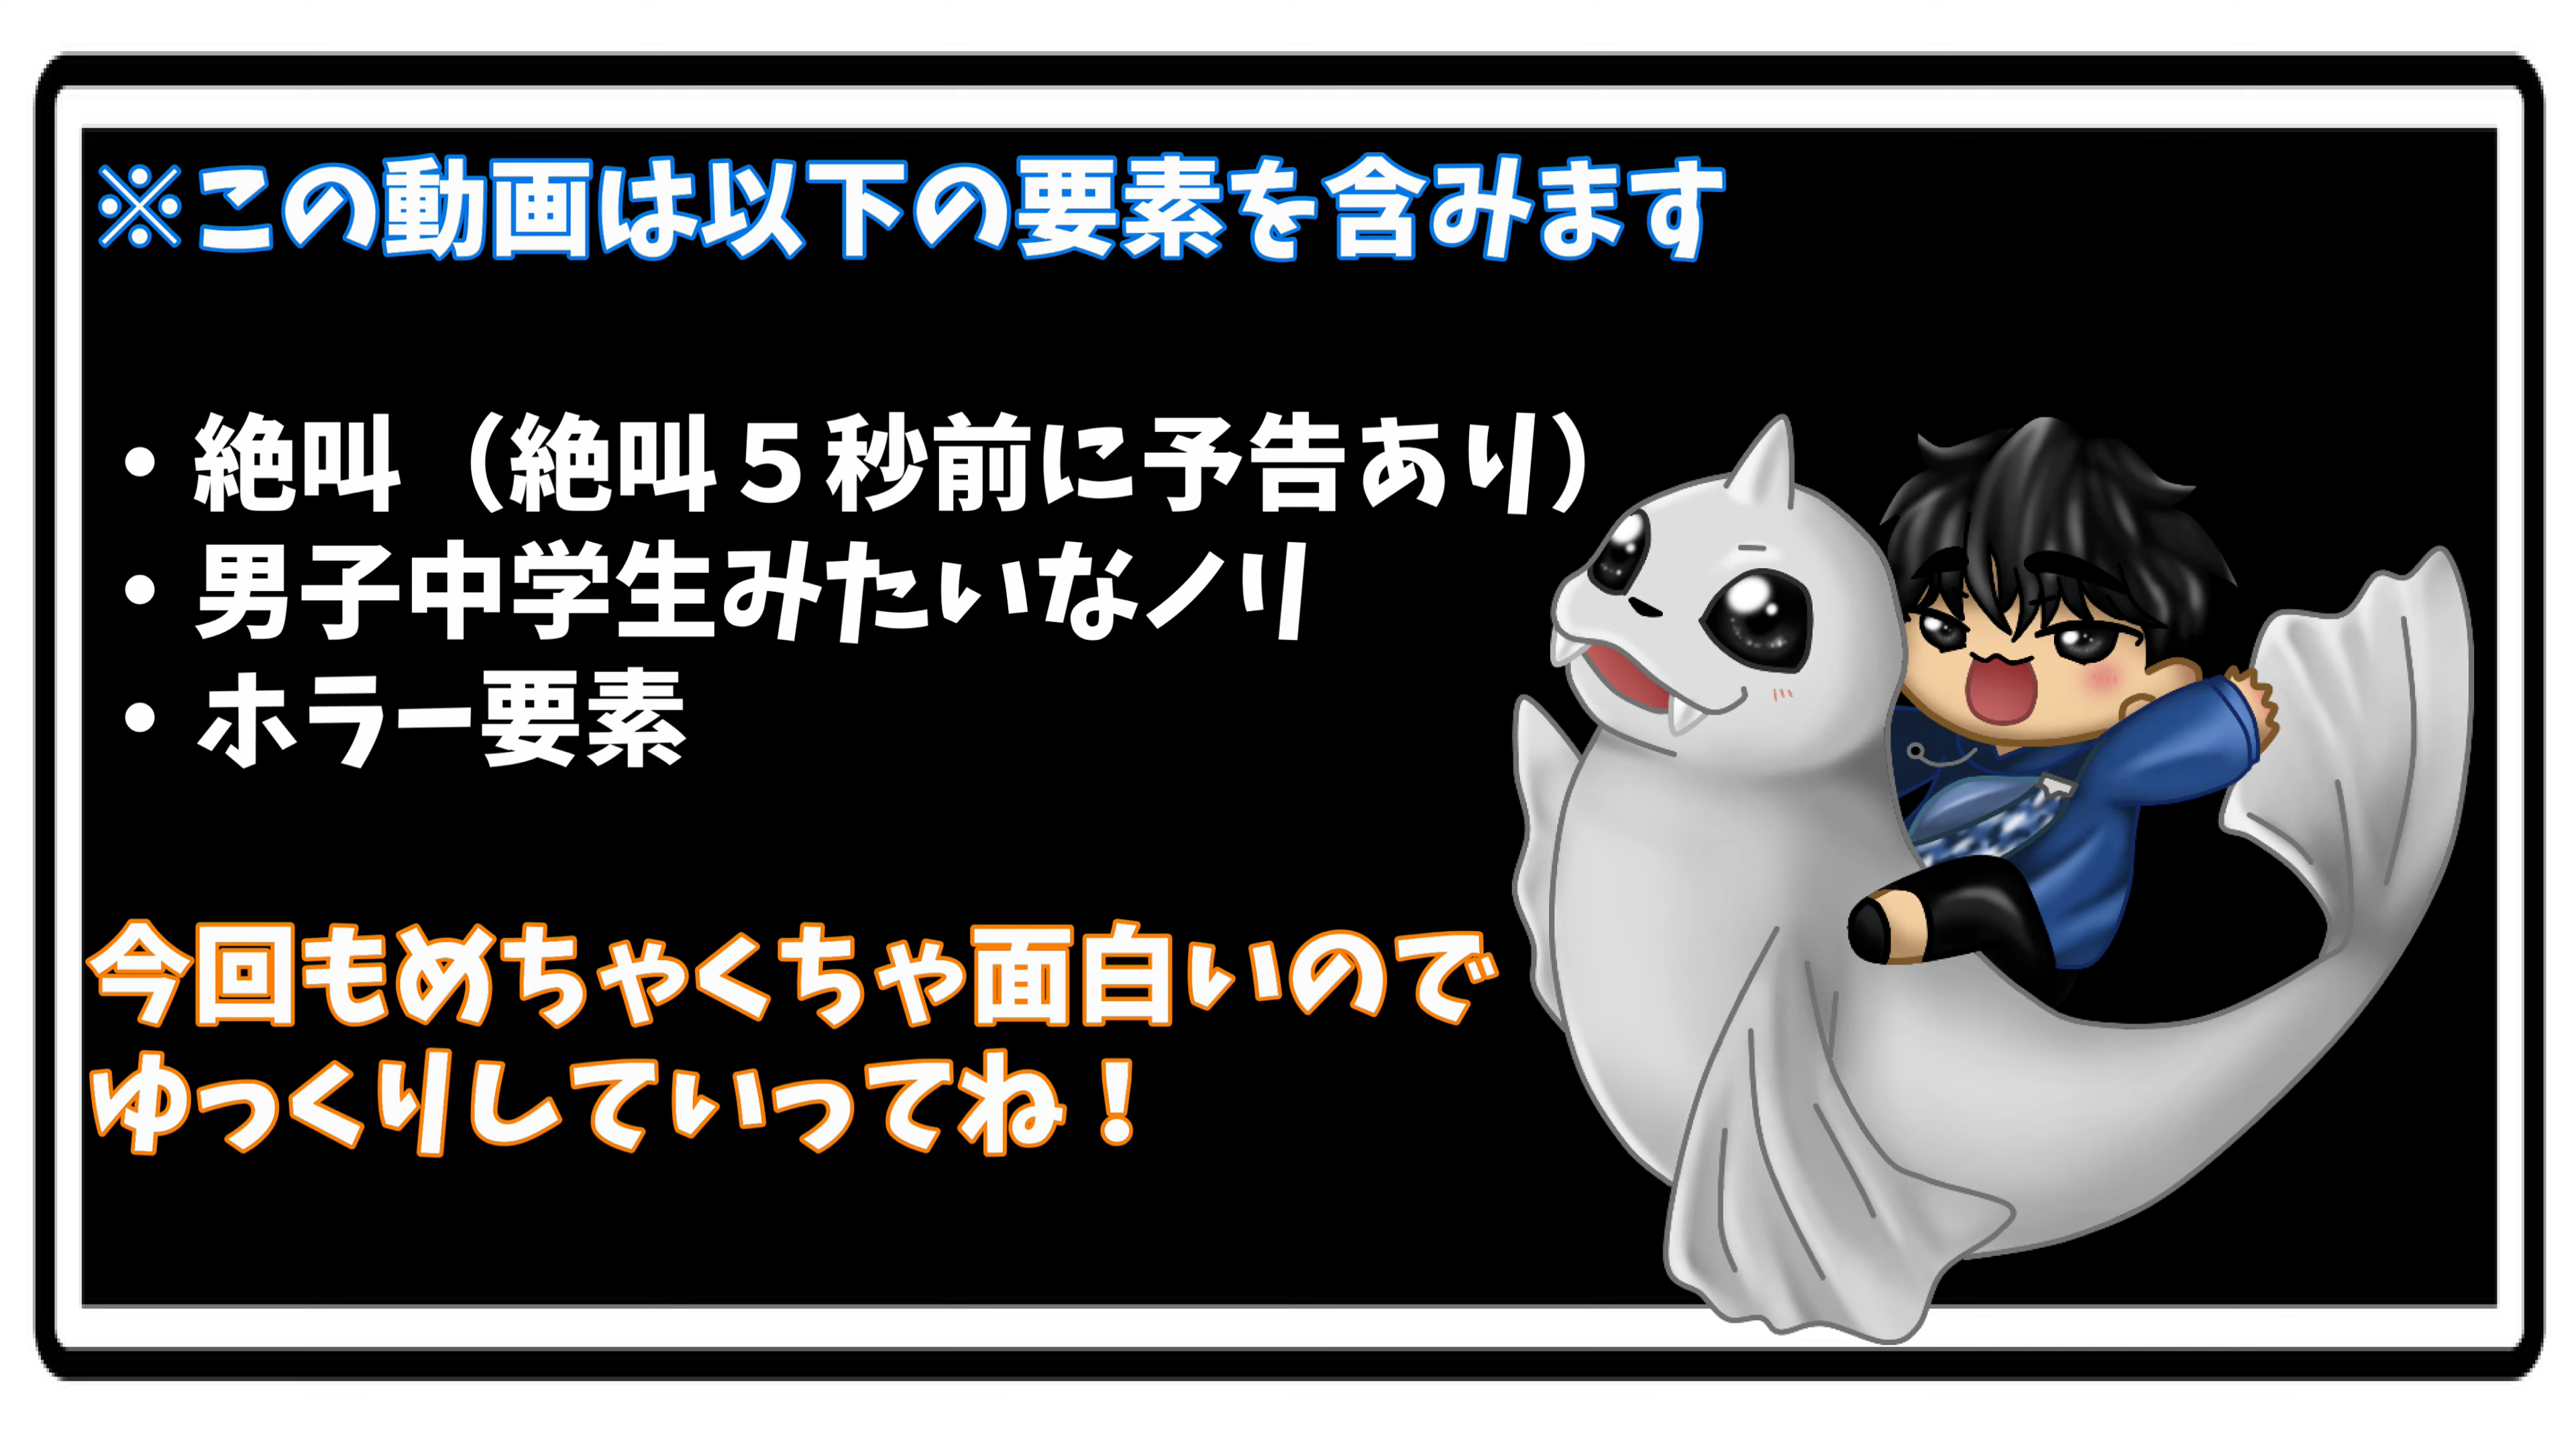 ※この動画は以下の要素を含みます
・絶叫（絶叫５秒前に予告あり）
・男子中学生みたいなノリ
・ホラー要素
今回もめちゃくちゃ面白いので
ゆっくりしていってね！